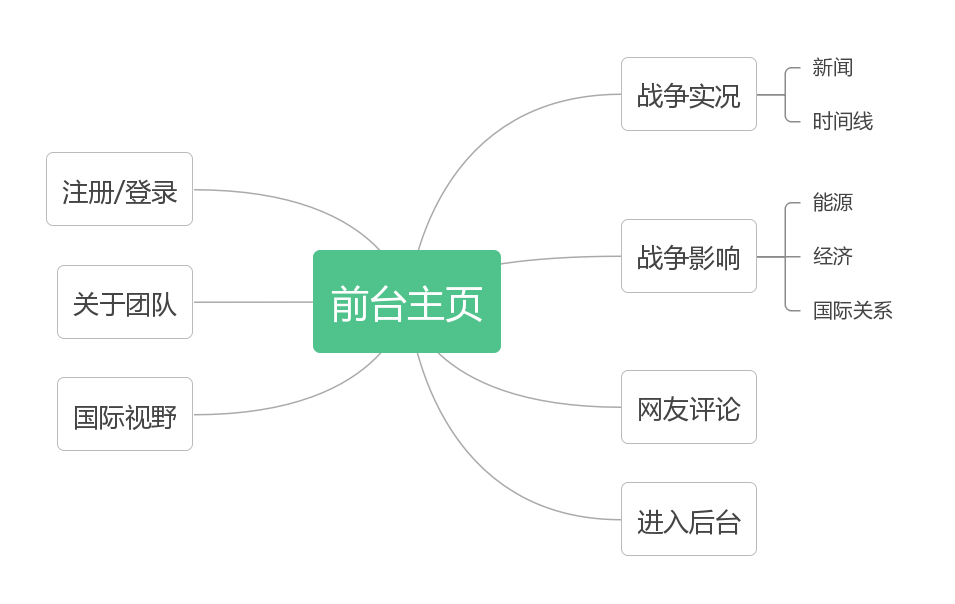 前台主页
战争实况
新闻
时间线
战争影响
能源
经济
国际关系
网友评论
进入后台
注册/登录
关于团队
国际视野